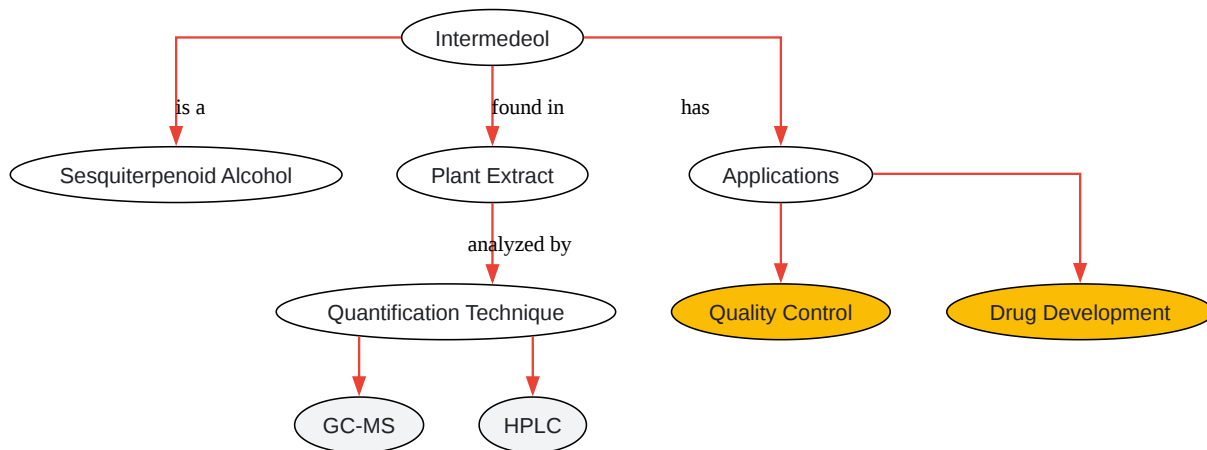 Intermedeol
is a
found in
has
Sesquiterpenoid Alcohol
Plant Extract
Applications
analyzed by
Quantification Technique
Quality Control
Drug Development
GC-MS
HPLC